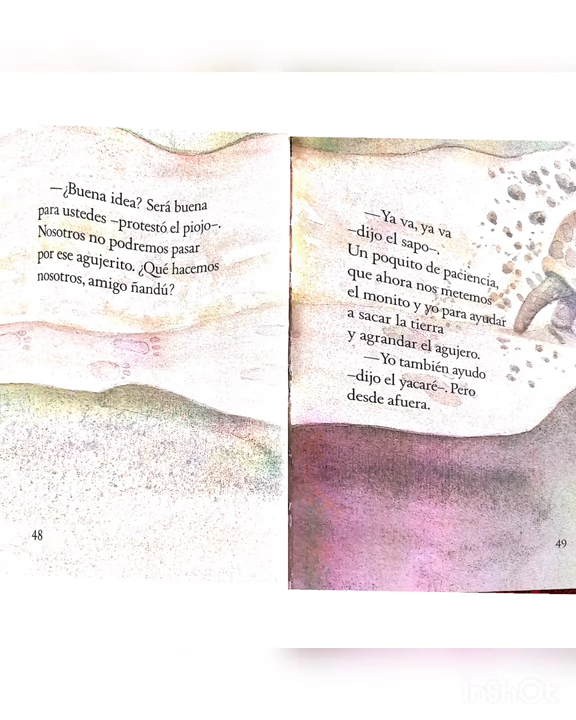 —¿Buena idea? Será buena
para ustedes –protestó el piojo–.
Nosotros no podremos pasar
por ese agujerito. ¿Qué hacemos
nosotros, amigo ñandú?
48
—Ya va, ya va
–dijo el sapo–.
Un poquito de paciencia,
que ahora nos metemos
el monito y yo para ayudar
a sacar la tierra
y agrandar el agujero.
—Yo también ayudo
–dijo el yacaré–. Pero
desde afuera.
49
InShOt